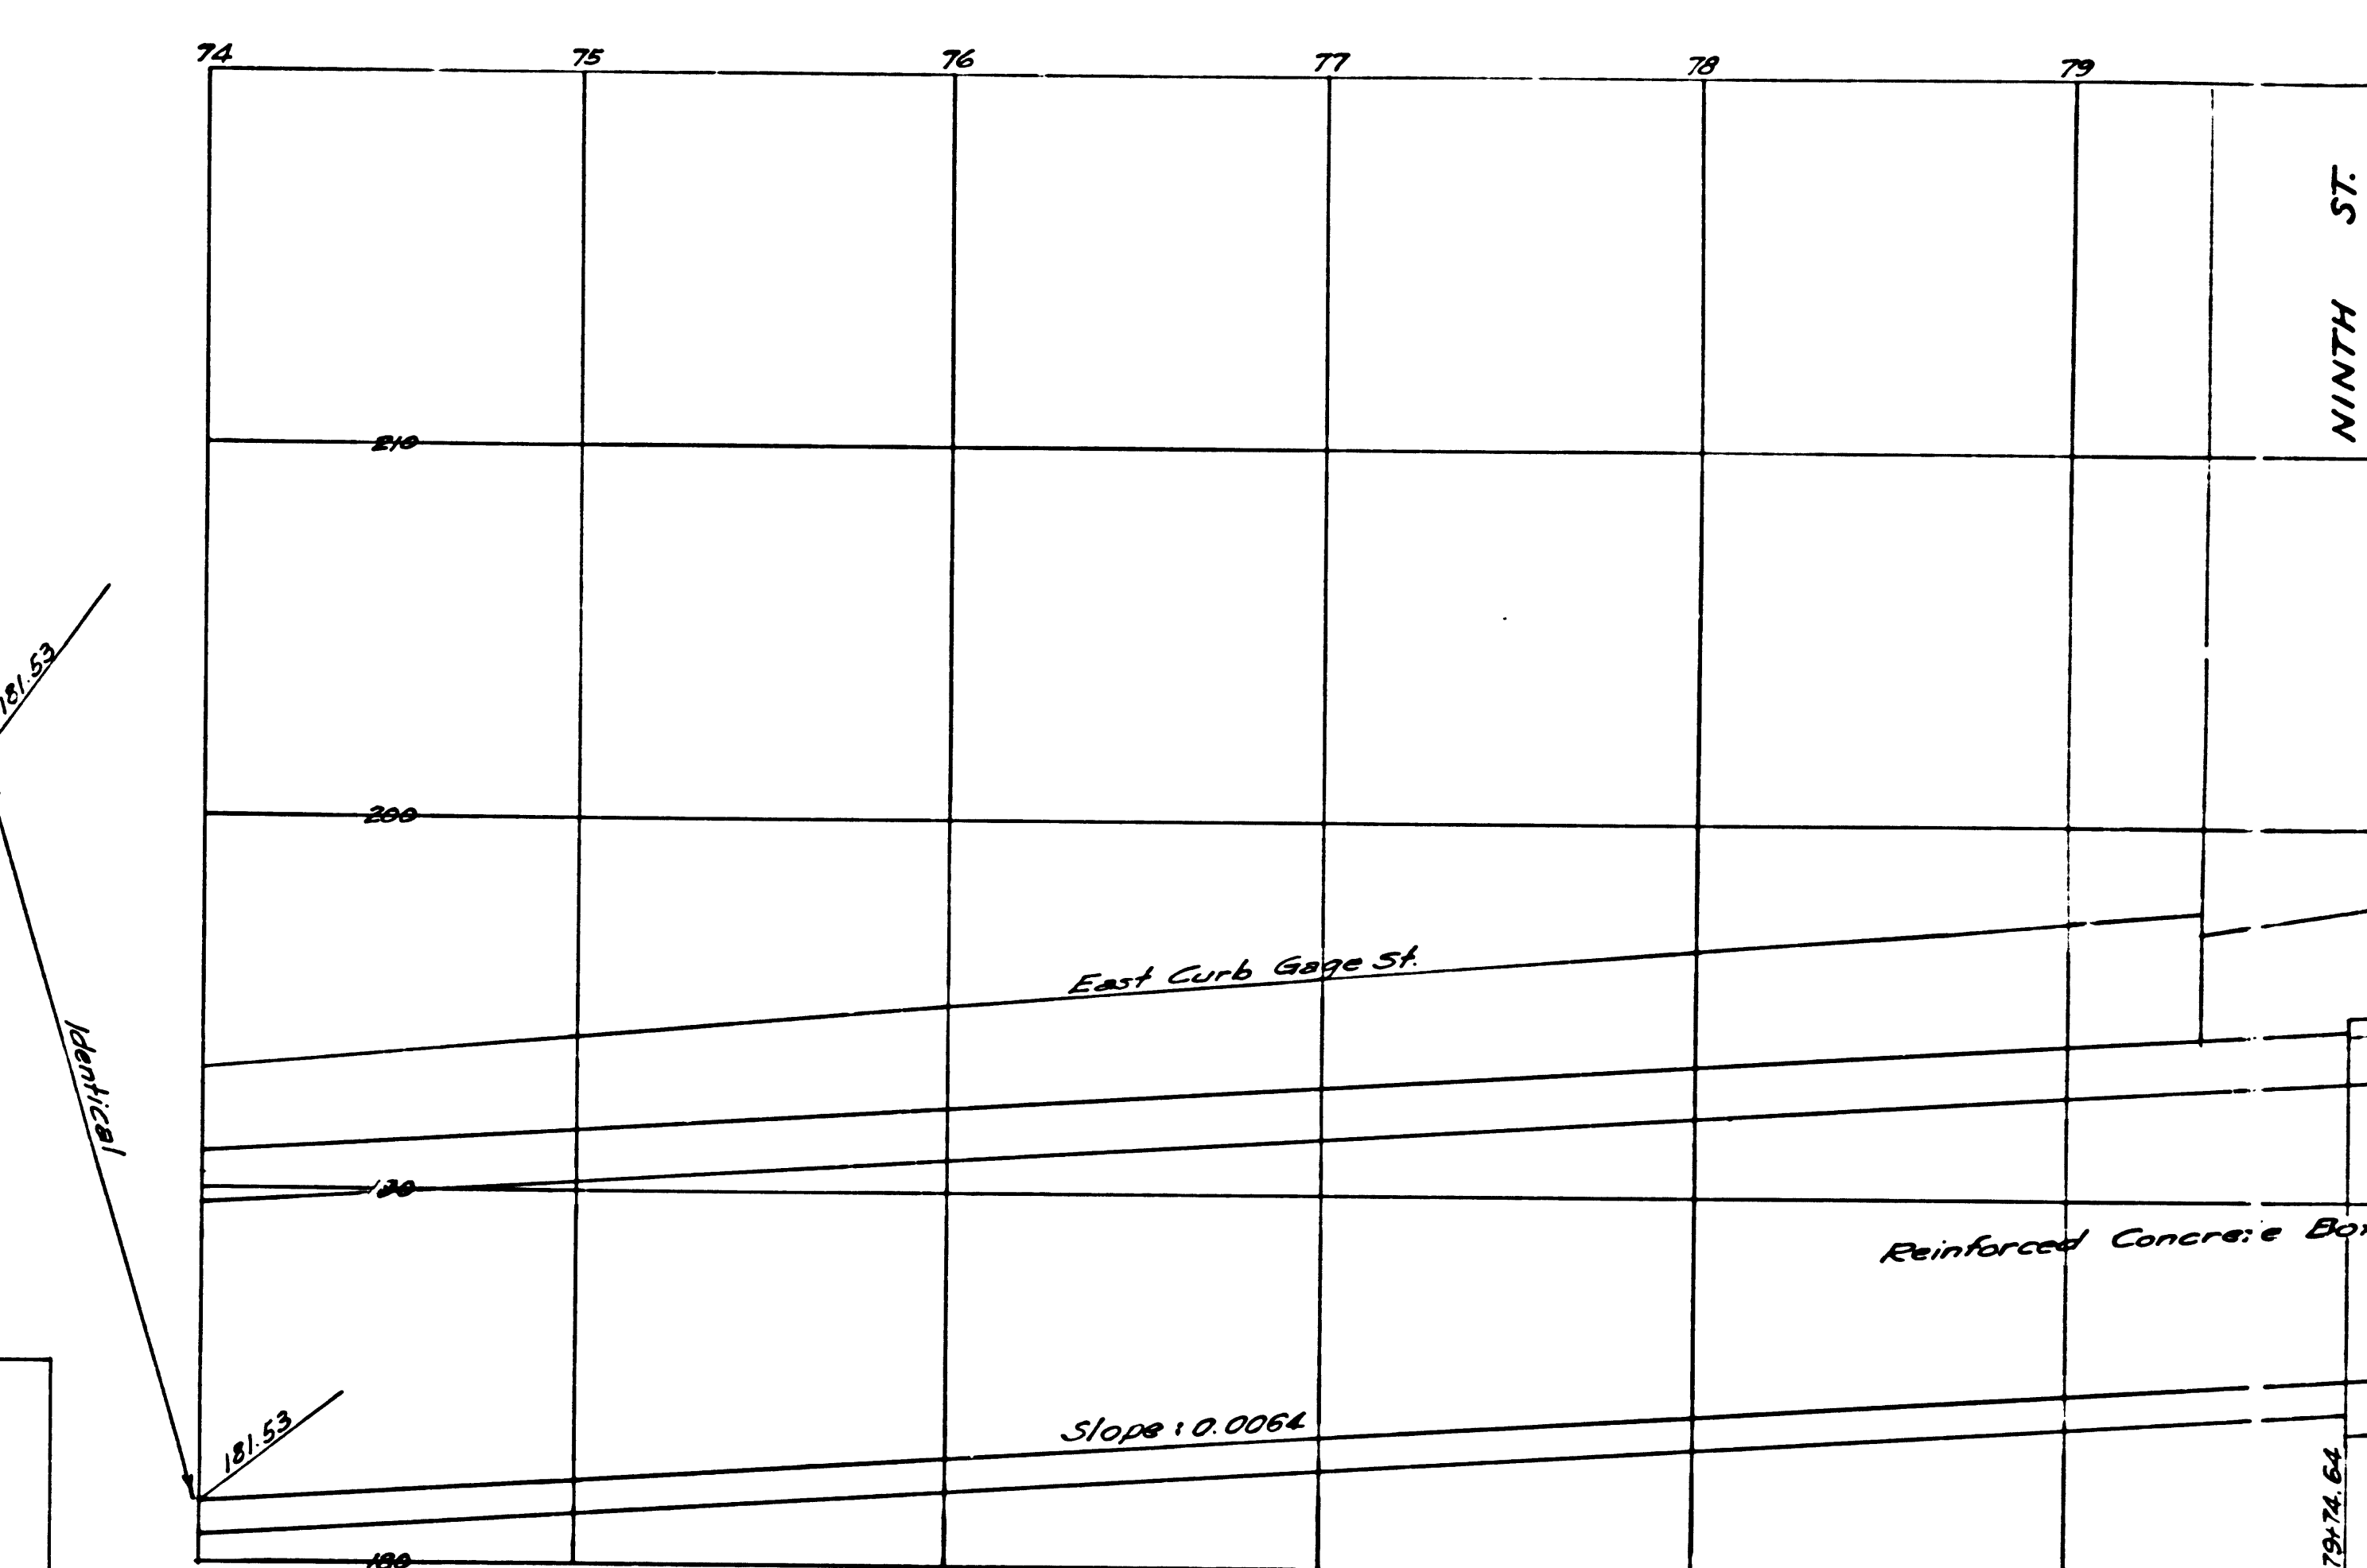 74 75 76 77 78 79
NINTH ST.
210
181.53
200
East Curb Gage St.
Identical
190
Reinforced Concrete
181.53
Slope: 0.0064
79+74.64
180